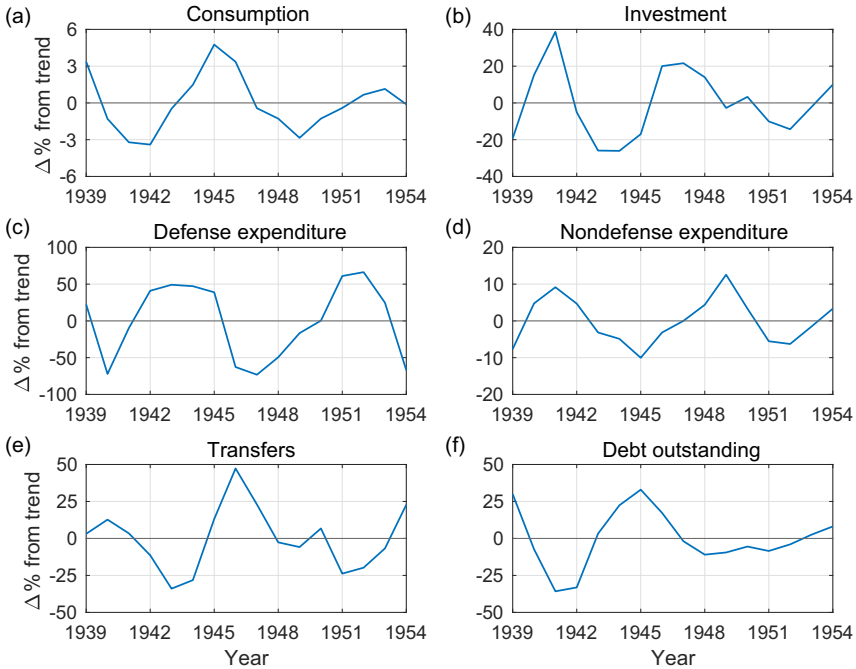 (a) Consumption
Δ % from trend
6
3
0
-3
-6
1939 1942 1945 1948 1951 1954
(b) Investment
40
20
0
-20
-40
1939 1942 1945 1948 1951 1954
(c) Defense expenditure
Δ % from trend
100
50
0
-50
-100
1939 1942 1945 1948 1951 1954
(d) Nondefense expenditure
20
10
0
-10
-20
1939 1942 1945 1948 1951 1954
(e) Transfers
Δ % from trend
50
25
0
-25
-50
1939 1942 1945 1948 1951 1954
Year
(f) Debt outstanding
50
25
0
-25
-50
1939 1942 1945 1948 1951 1954
Year